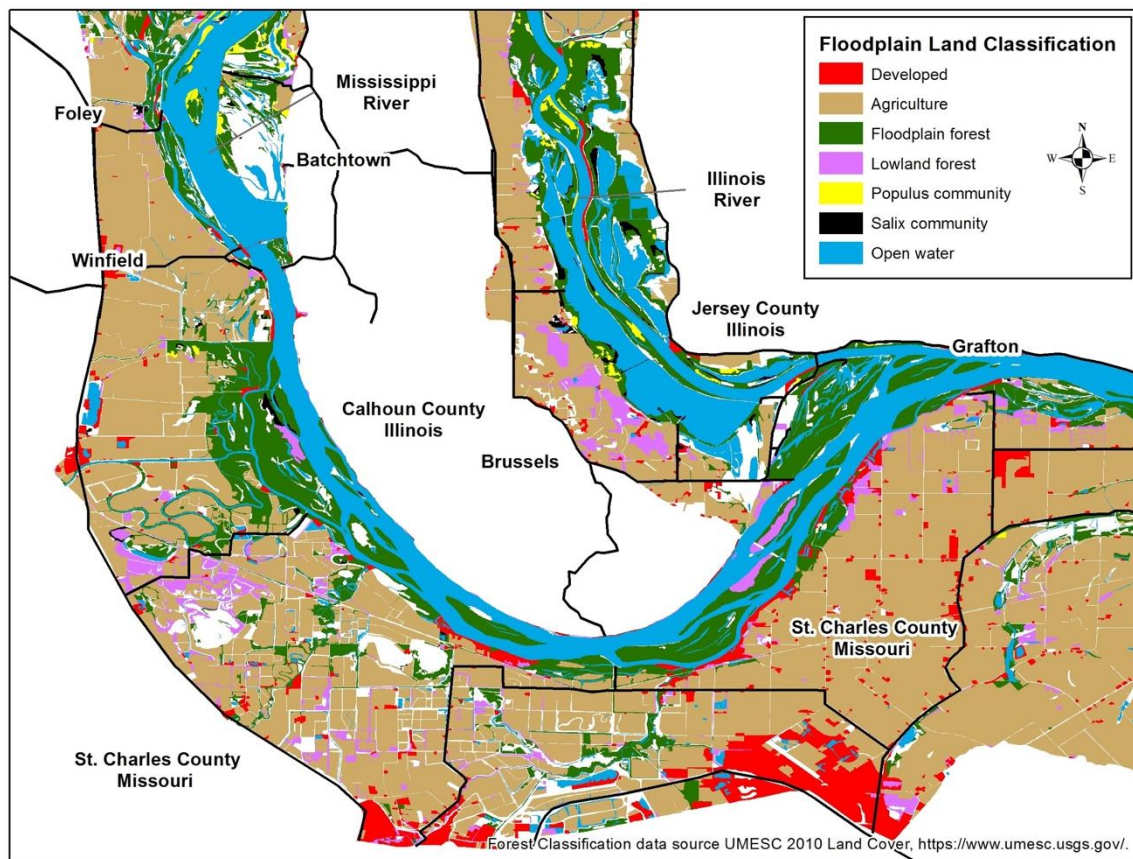 Floodplain Land Classification
Developed
Agriculture
Floodplain forest
Lowland forest
Populus community
Salix community
Open water
N
W
E
S
Mississippi
River
Foley
Batchtown
Illinois
River
Winfield
Jersey County
Illinois
Grafton
Calhoun County
Illinois
Brussels
St. Charles County
Missouri
St. Charles County
Missouri
Forest Classification data source UMESC 2010 Land Cover, https://www.umesc.usgs.gov/.